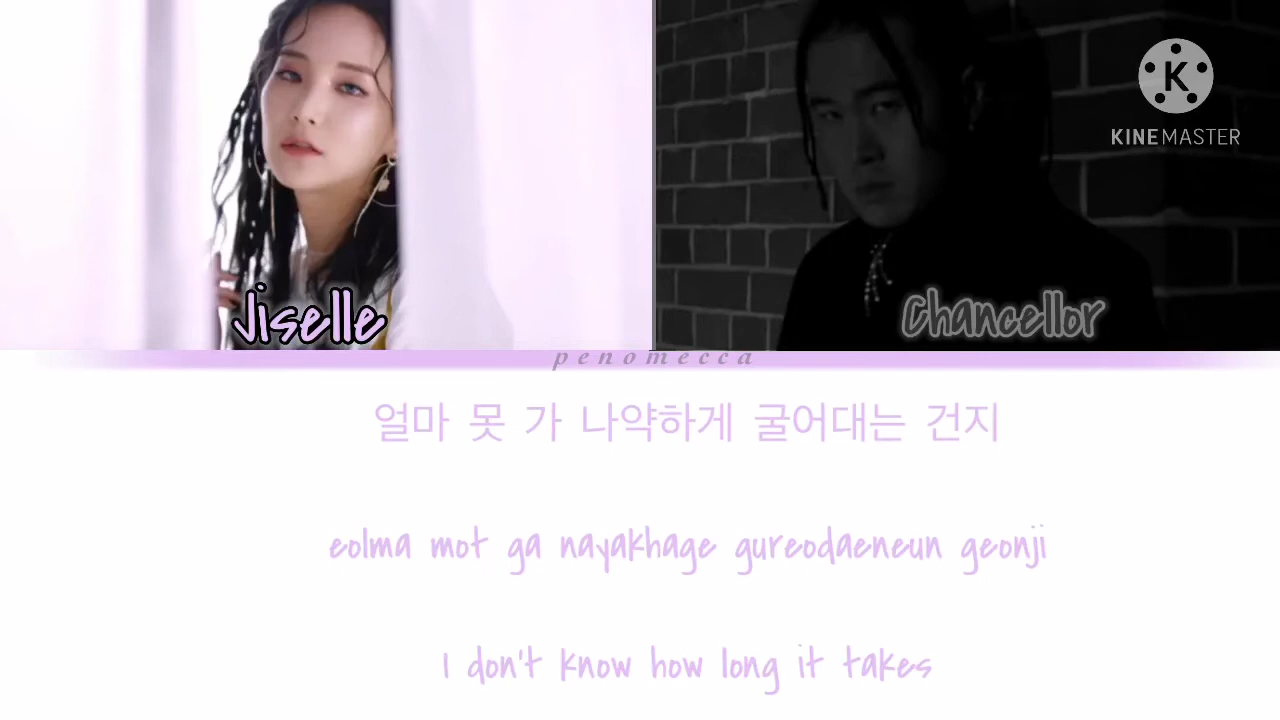 KINEMASTER
Jiselle
Chancellor
penomecca
얼마 못 가 나약하게 굴어대는 건지
eolma mot ga nayakhage gureodaeneun geonji
I don't know how long it takes